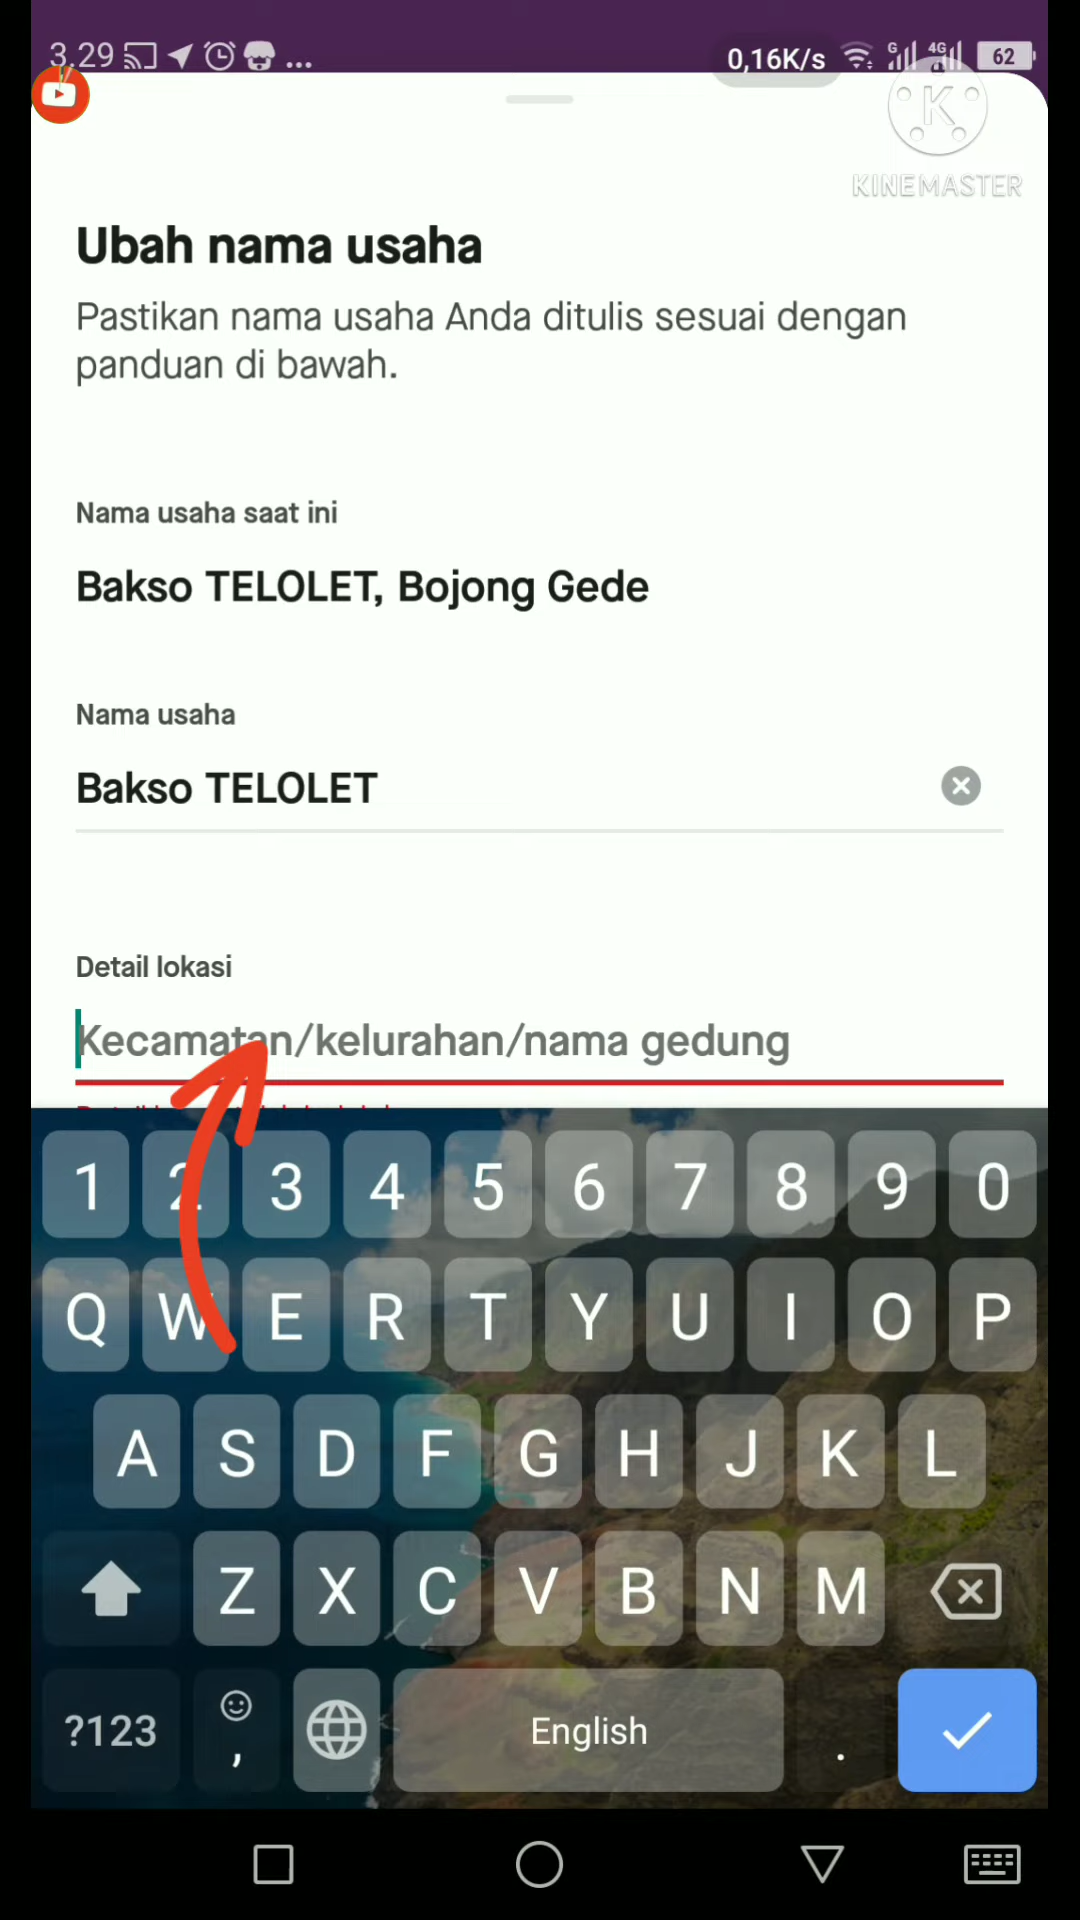 3.29
0,16K/s
G
4G
62
K
KINEMASTER
Ubah nama usaha
Pastikan nama usaha Anda ditulis sesuai dengan
panduan di bawah.
Nama usaha saat ini
Bakso TELOLET, Bojong Gede
Nama usaha
Bakso TELOLET
Detail lokasi
Kecamatan/kelurahan/nama gedung
1 2 3 4 5 6 7 8 9 0
Q W E R T Y U I O P
A S D F G H J K L
Z X C V B N M
?123 , English .